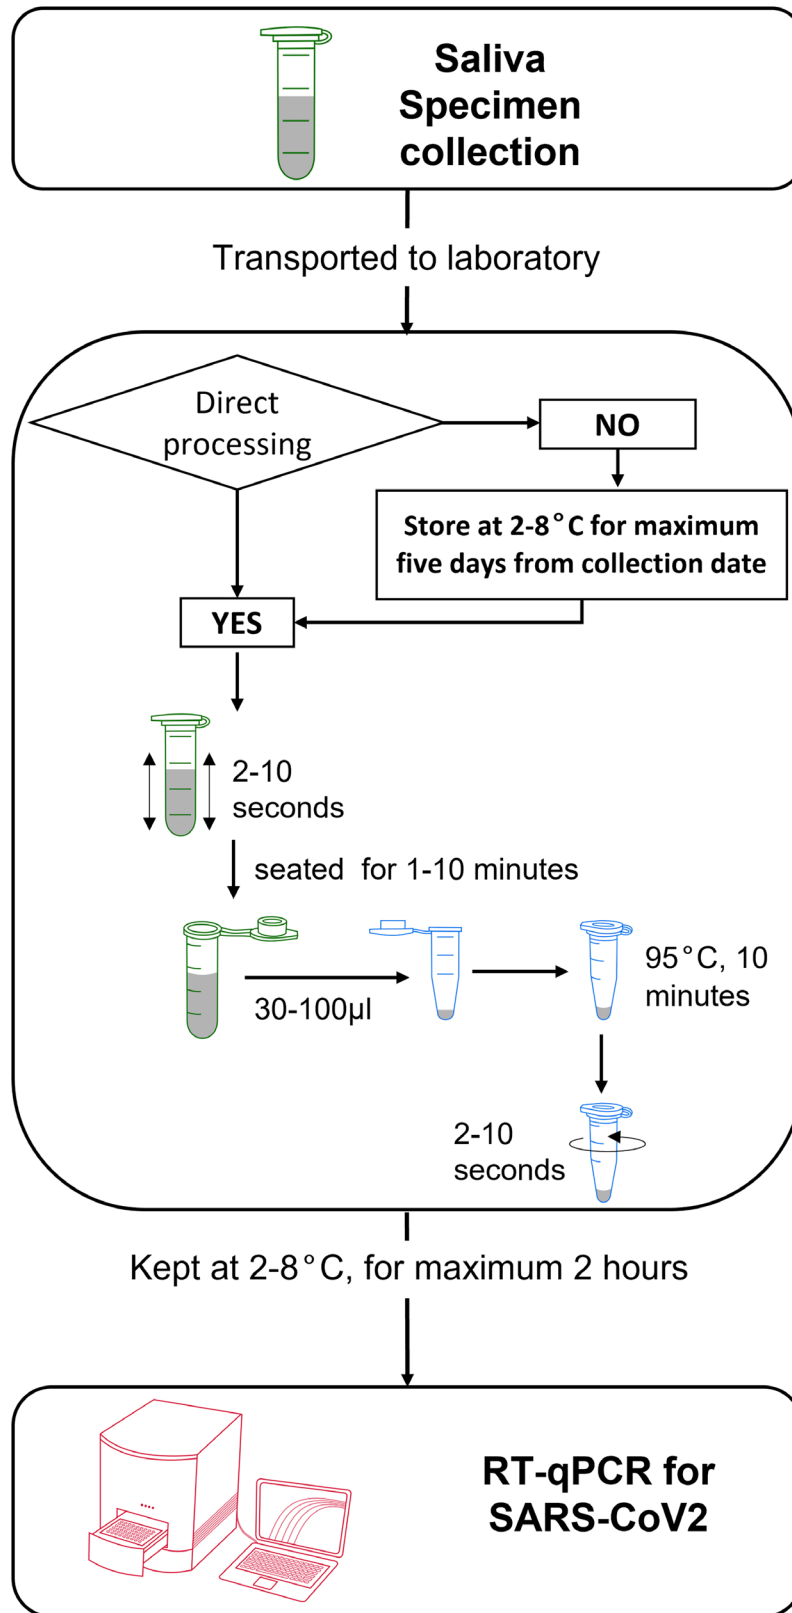 Saliva
Specimen
collection
Transported to laboratory
Direct
processing
NO
Store at 2-8°C for maximum
five days from collection date
YES
2-10
seconds
seated for 1-10 minutes
30-100µl
95°C, 10
minutes
2-10
seconds
Kept at 2-8°C, for maximum 2 hours
RT-qPCR for
SARS-CoV2